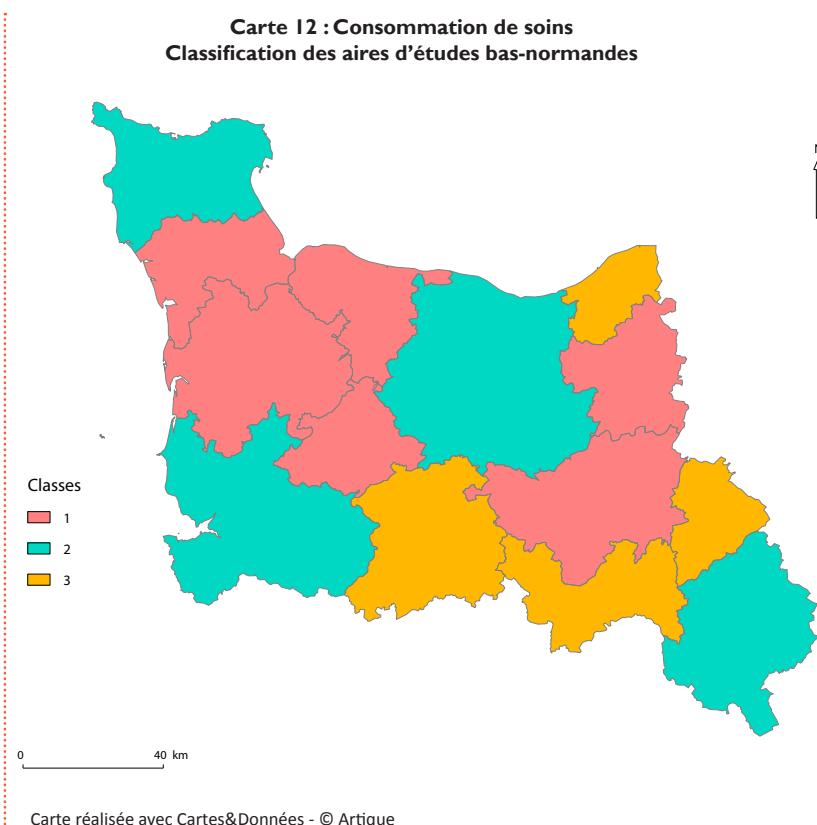 Carte 12 : Consommation de soins
Classification des aires d’études bas-normandes
Classes
1
2
3
0 40 km
Carte réalisée avec Cartes&Données - © Artique